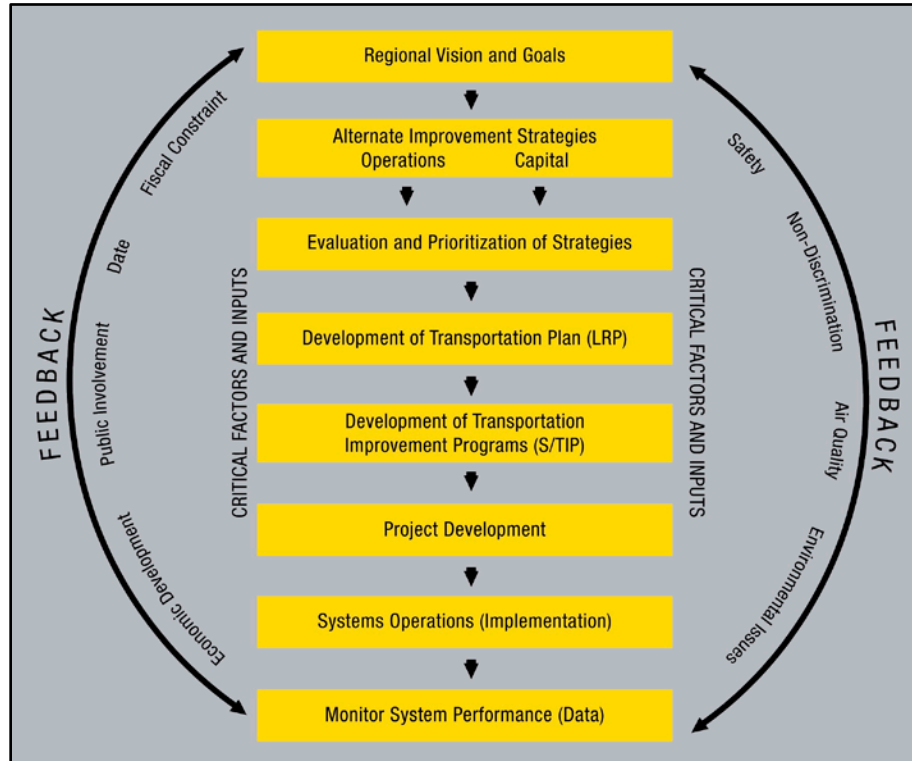 Regional Vision and Goals
Alternate Improvement Strategies
Operations Capital
Evaluation and Prioritization of Strategies
Development of Transportation Plan (LRP)
Development of Transportation
Improvement Programs (S/TIP)
Project Development
Systems Operations (Implementation)
Monitor System Performance (Data)
FEEDBACK
Fiscal Constraint
Date
Public Involvement
Economic Development
CRITICAL FACTORS AND INPUTS
CRITICAL FACTORS AND INPUTS
Safety
Non-Discrimination
Air Quality
Environmental Issues
FEEDBACK